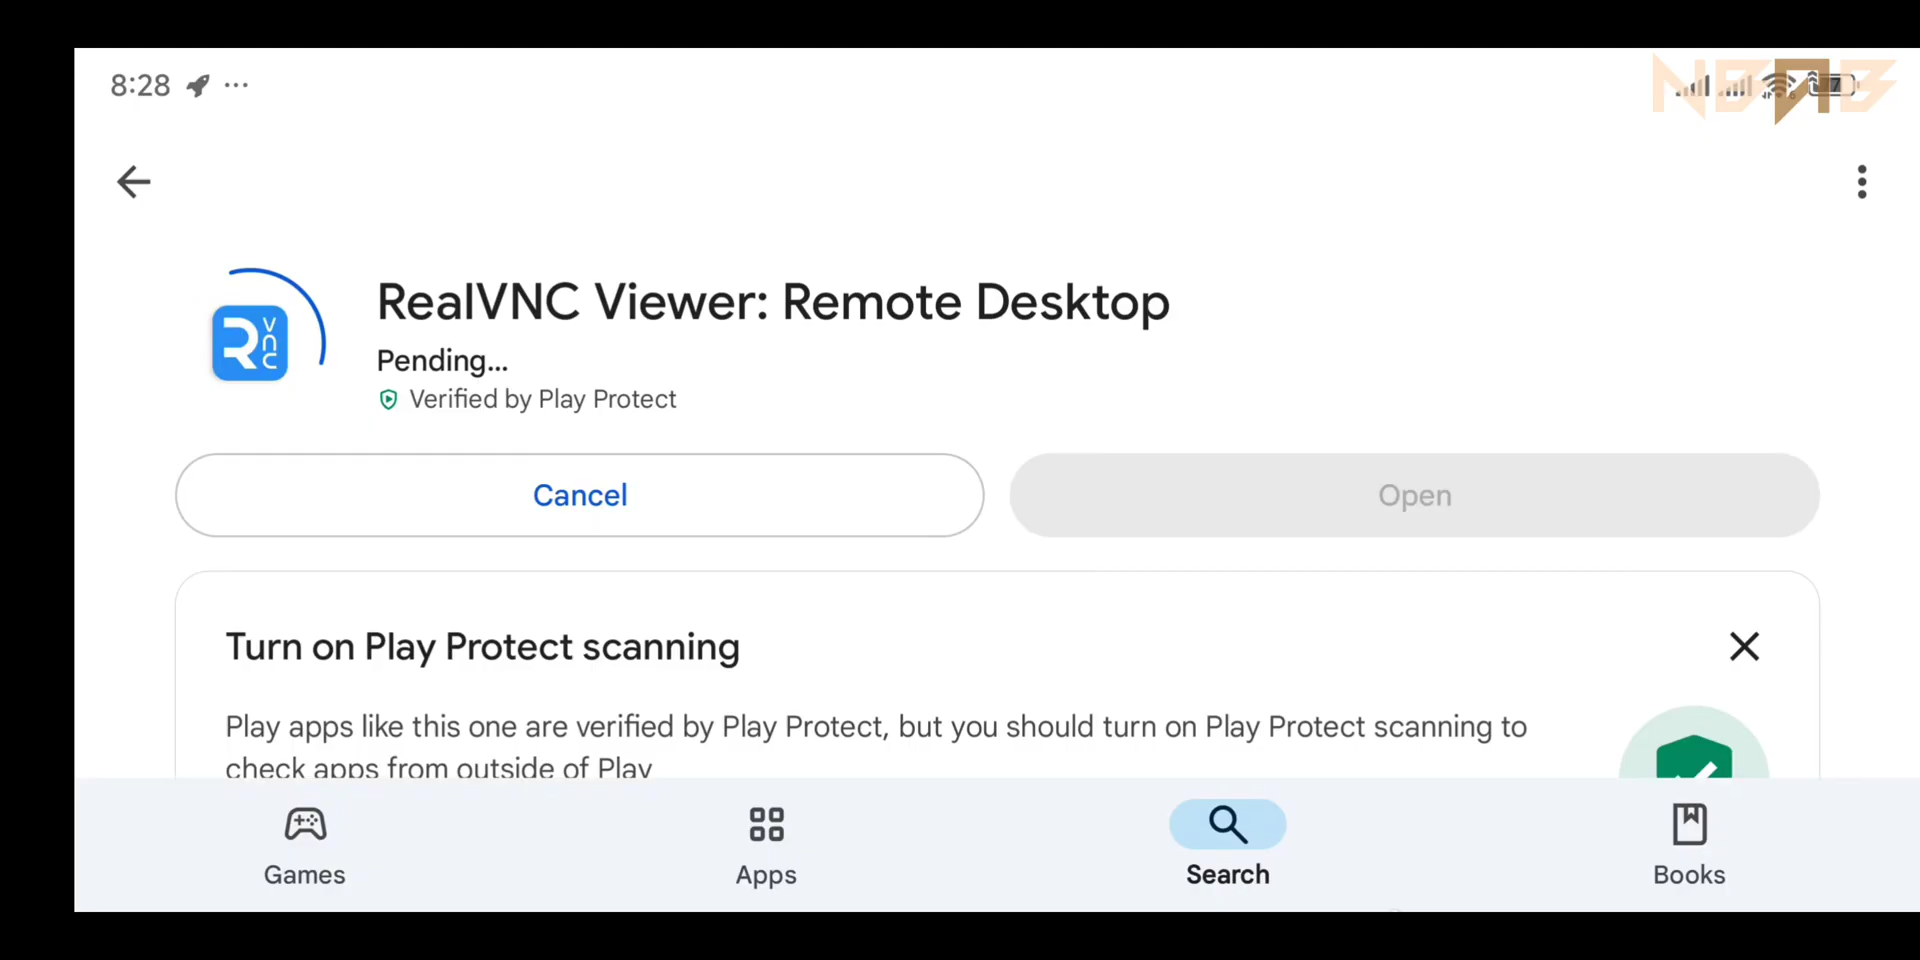 8:28
NBAB
RealVNC Viewer: Remote Desktop
R vnc
Pending...
Verified by Play Protect
Cancel
Open
Turn on Play Protect scanning
Play apps like this one are verified by Play Protect, but you should turn on Play Protect scanning to
check apps from outside of Play
Games
Apps
Search
Books